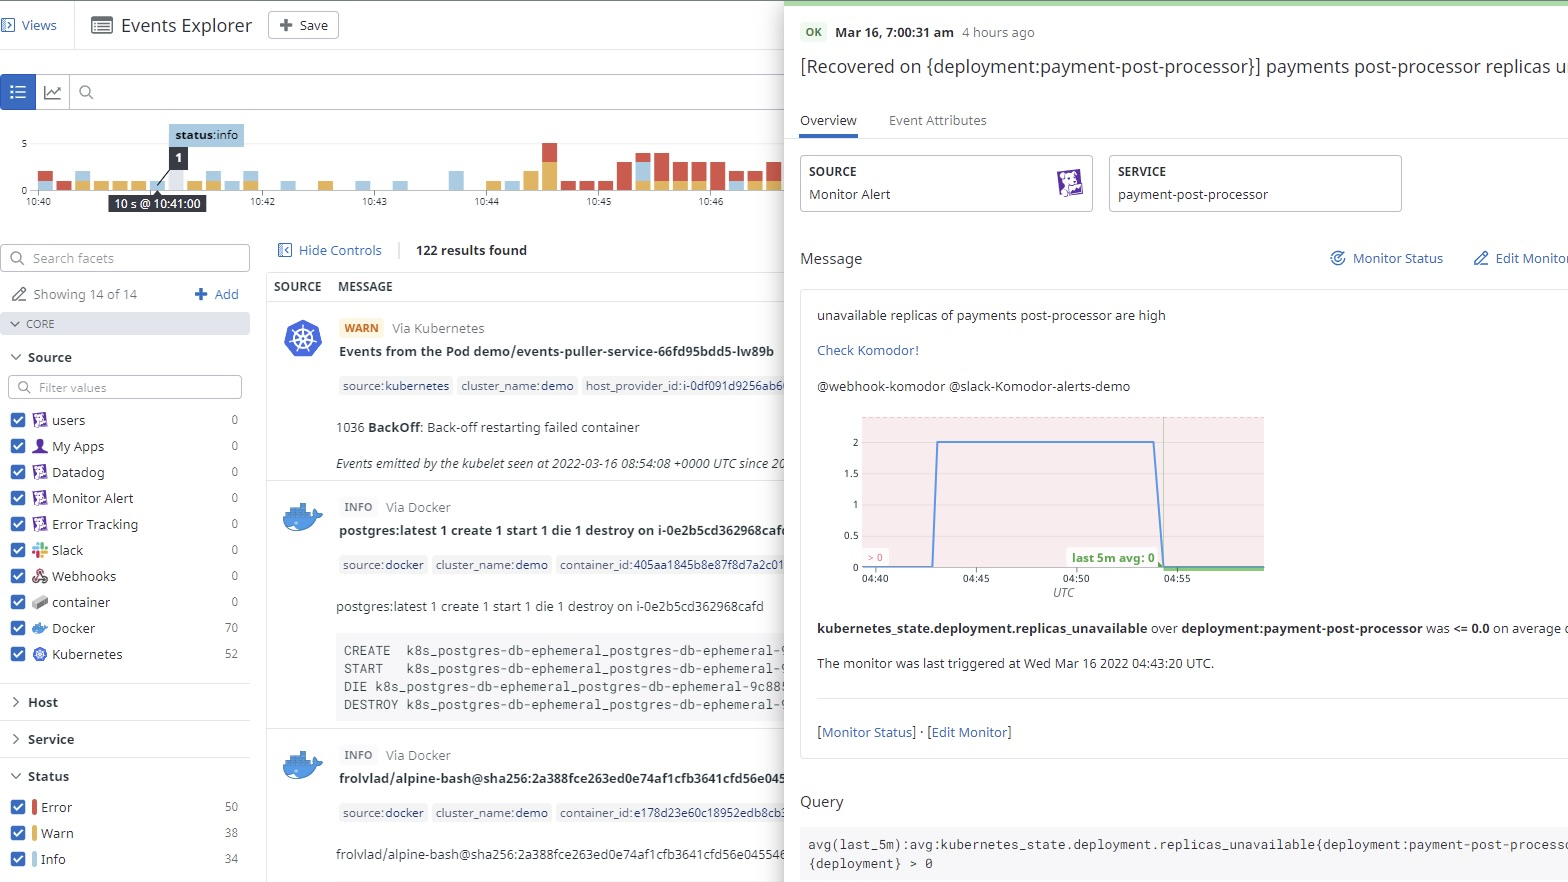 Views
Events Explorer
Save
status:info
1
5
0
10 s @ 10:41:00
10:40
10:42
10:43
10:44
10:45
10:46
Search facets
Showing 14 of 14
Add
CORE
Source
Filter values
users 0
My Apps 0
Datadog 0
Monitor Alert 0
Error Tracking 0
Slack 0
Webhooks 0
container 0
Docker 70
Kubernetes 52
Host
Service
Status
Error 50
Warn 38
Info 34
Hide Controls
122 results found
SOURCE MESSAGE
WARN Via Kubernetes
Events from the Pod demo/events-puller-service-66fd95bdd5-lw89b
source:kubernetes cluster_name:demo host_provider_id:i-0df091d9256ab6
1036 BackOff: Back-off restarting failed container
Events emitted by the kubelet seen at 2022-03-16 08:54:08 +0000 UTC since 20
INFO Via Docker
postgres:latest 1 create 1 start 1 die 1 destroy on i-0e2b5cd362968cafd
source:docker cluster_name:demo container_id:405aa1845b8e87f8d7a2c01
postgres:latest 1 create 1 start 1 die 1 destroy on i-0e2b5cd362968cafd
CREATE k8s_postgres-db-ephemeral_postgres-db-ephemeral-9
START k8s_postgres-db-ephemeral_postgres-db-ephemeral-9
DIE k8s_postgres-db-ephemeral_postgres-db-ephemeral-9c885
DESTROY k8s_postgres-db-ephemeral_postgres-db-ephemeral-9
INFO Via Docker
frolvlad/alpine-bash@sha256:2a388fce263ed0e74af1cfb3641cfd56e045
source:docker cluster_name:demo container_id:e178d23e60c18952edb8cb3
frolvlad/alpine-bash@sha256:2a388fce263ed0e74af1cfb3641cfd56e045546
OK Mar 16, 7:00:31 am 4 hours ago
[Recovered on {deployment:payment-post-processor}] payments post-processor replicas u
Overview
Event Attributes
SOURCE
Monitor Alert
SERVICE
payment-post-processor
Message
Monitor Status
Edit Monitor
unavailable replicas of payments post-processor are high
Check Komodor!
@webhook-komodor @slack-Komodor-alerts-demo
2
1.5
1
0.5
0
> 0
last 5m avg: 0
04:40
04:45
04:50
04:55
UTC
kubernetes_state.deployment.replicas_unavailable over deployment:payment-post-processor was <= 0.0 on average
The monitor was last triggered at Wed Mar 16 2022 04:43:20 UTC.
[Monitor Status] · [Edit Monitor]
Query
avg(last_5m):avg:kubernetes_state.deployment.replicas_unavailable{deployment:payment-post-process
{deployment} > 0